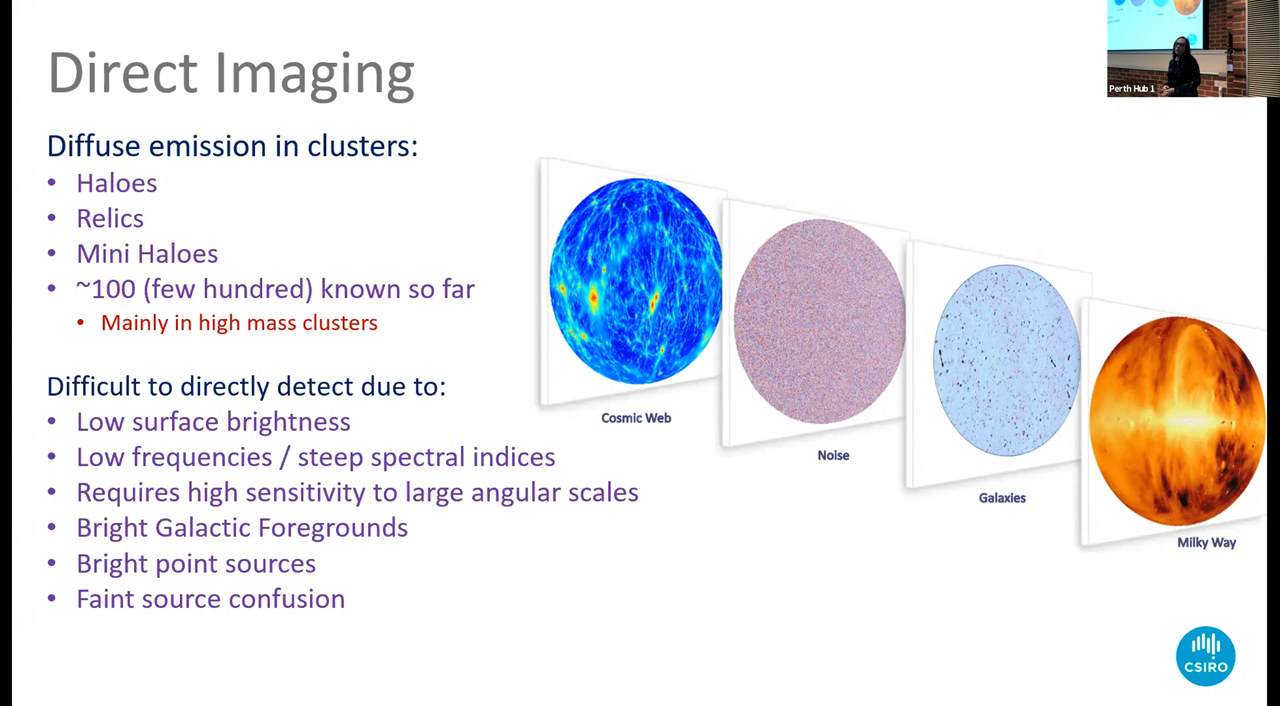 Direct Imaging
Perth Hub 1
Diffuse emission in clusters:
• Haloes
• Relics
• Mini Haloes
• ~100 (few hundred) known so far
• Mainly in high mass clusters
Difficult to directly detect due to:
• Low surface brightness
• Low frequencies / steep spectral indices
• Requires high sensitivity to large angular scales
• Bright Galactic Foregrounds
• Bright point sources
• Faint source confusion
Cosmic Web
Noise
Galaxies
Milky Way
CSIRO